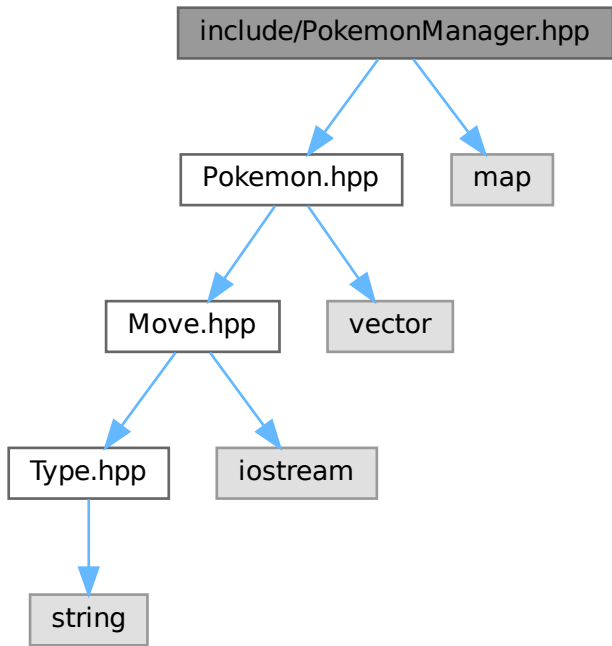 include/PokemonManager.hpp
Pokemon.hpp
map
Move.hpp
vector
Type.hpp
iostream
string